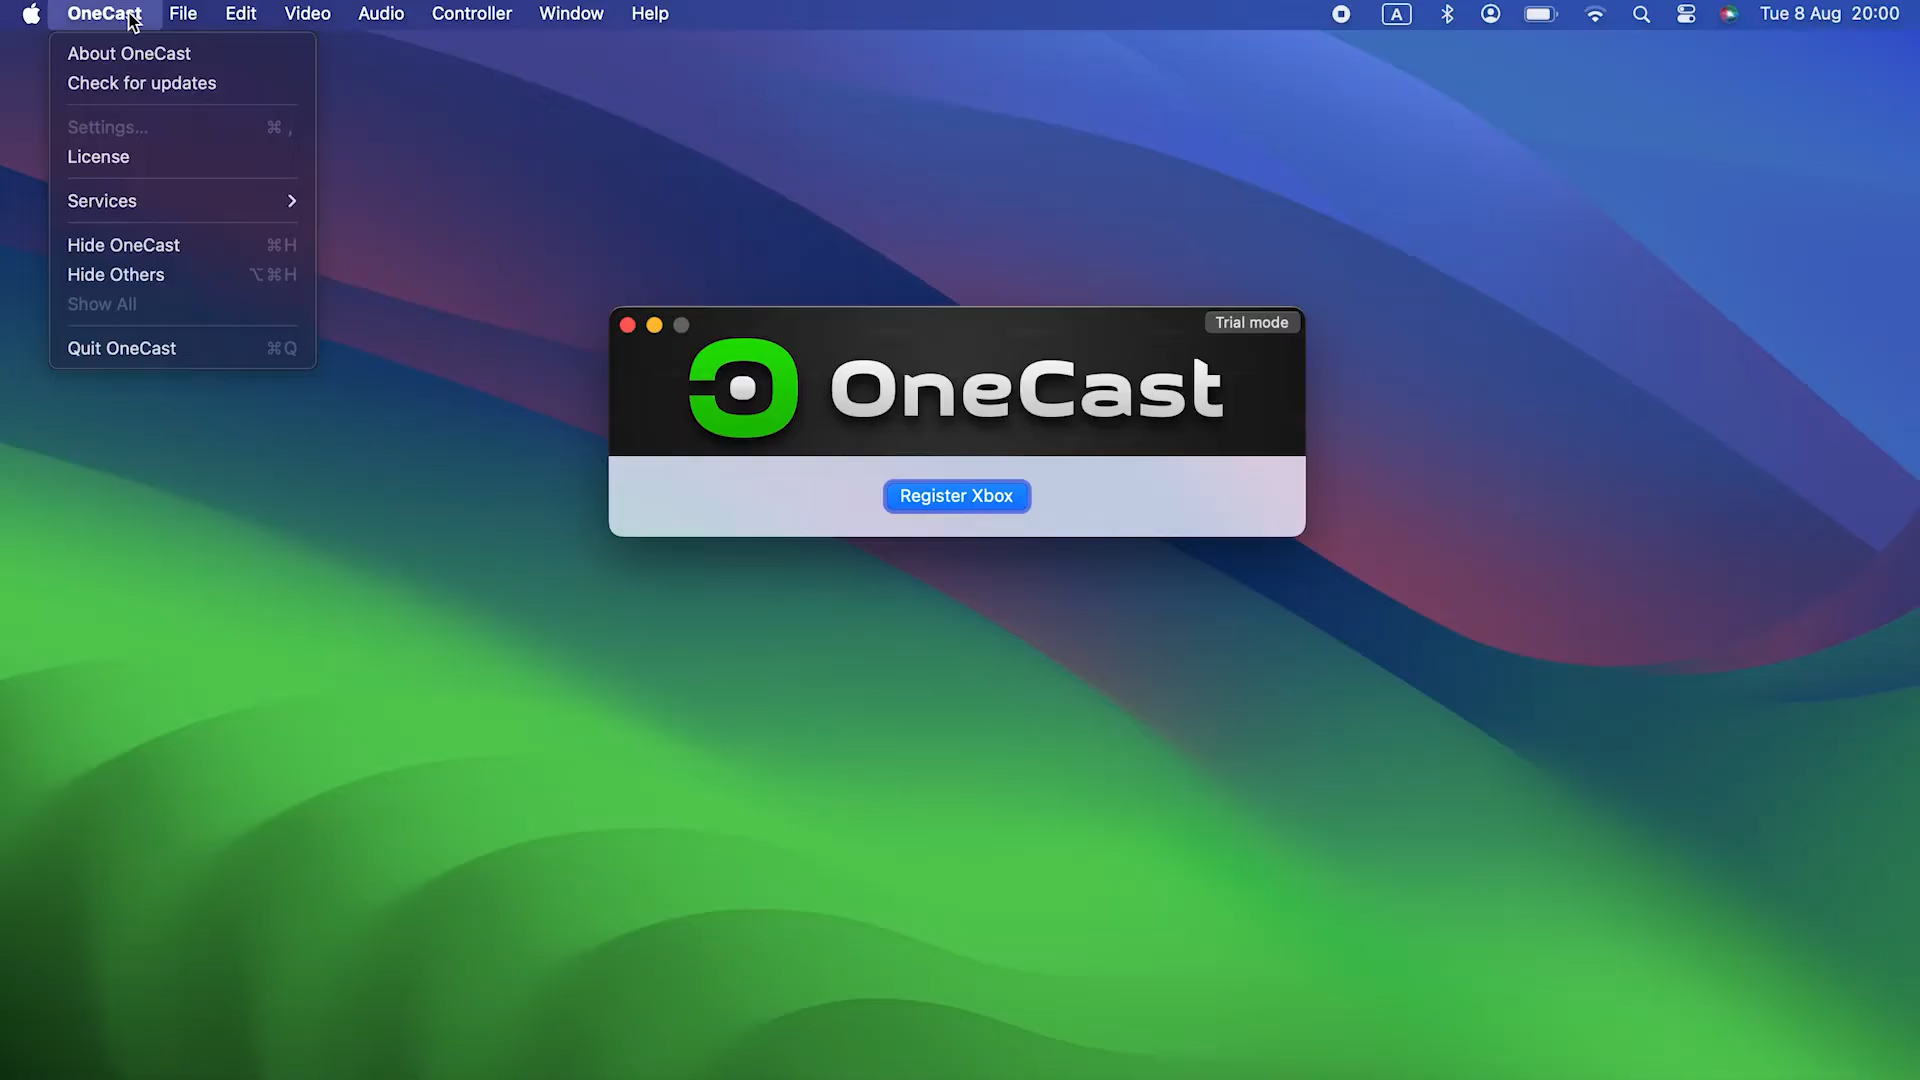 OneCast File Edit Video Audio Controller Window Help A Tue 8 Aug 20:00
About OneCast
Check for updates
Settings... ⌘ ,
License
Services
Hide OneCast ⌘H
Hide Others ⌥⌘H
Show All
Quit OneCast ⌘Q
Trial mode
OneCast
Register Xbox